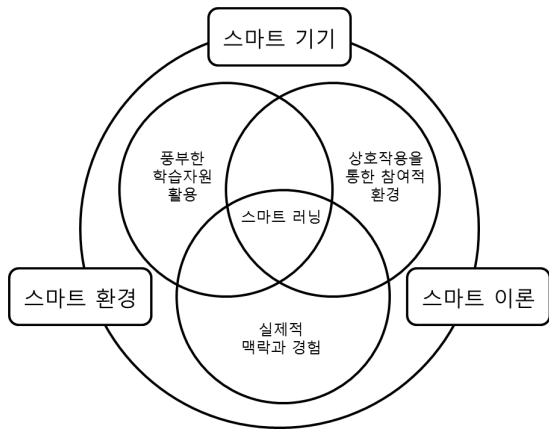 스마트 기기
풍부한
학습자원
활용
상호작용을
통한 참여적
환경
스마트 러닝
스마트 환경
스마트 이론
실제적
맥락과 경험